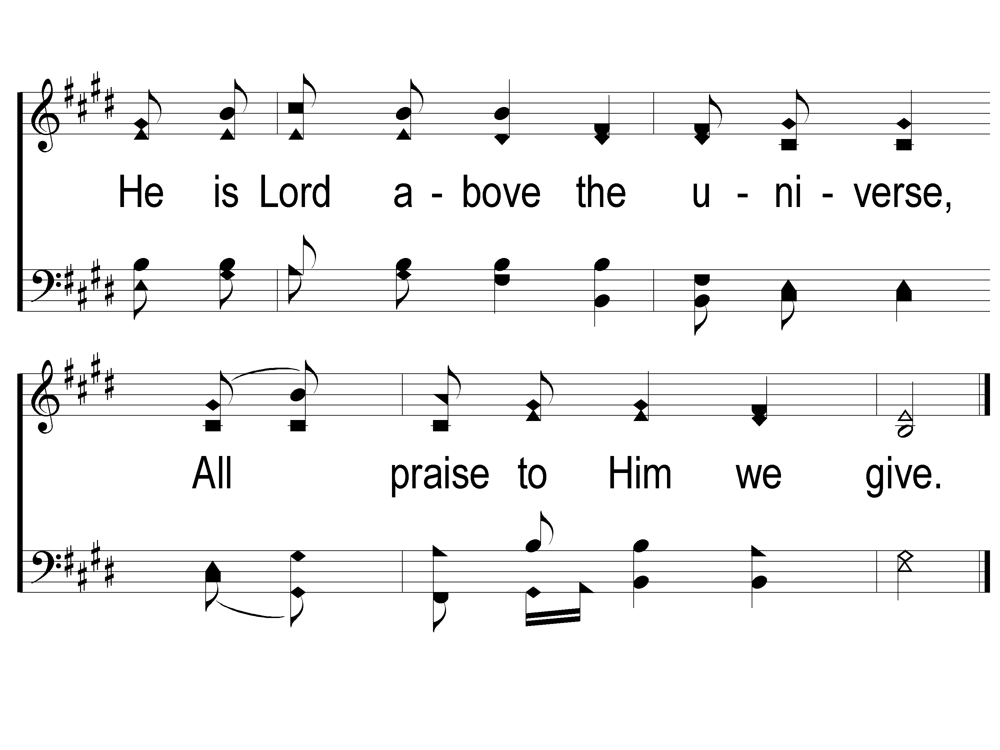 He is Lord a - bove the u - ni - verse,
All praise to Him we give.